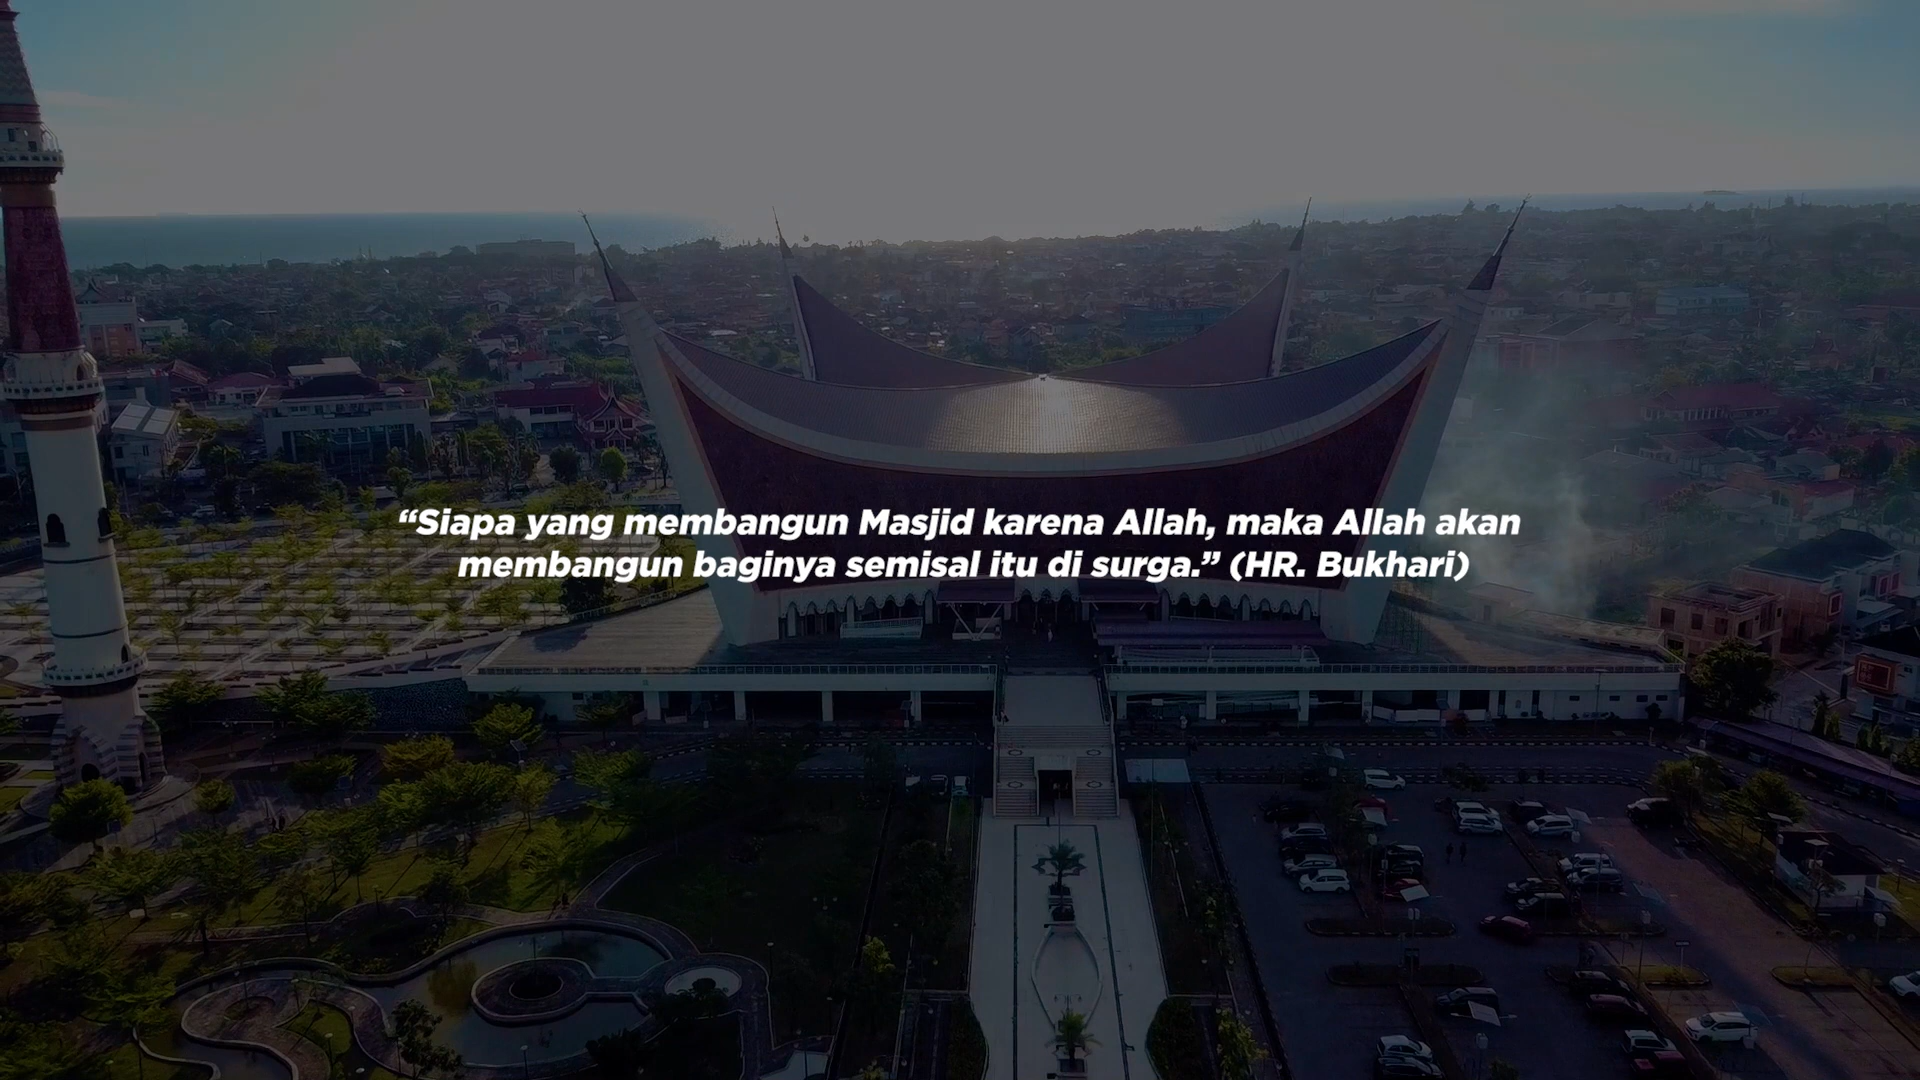 “Siapa yang membangun Masjid karena Allah, maka Allah akan
membangun baginya semisal itu di surga.” (HR. Bukhari)